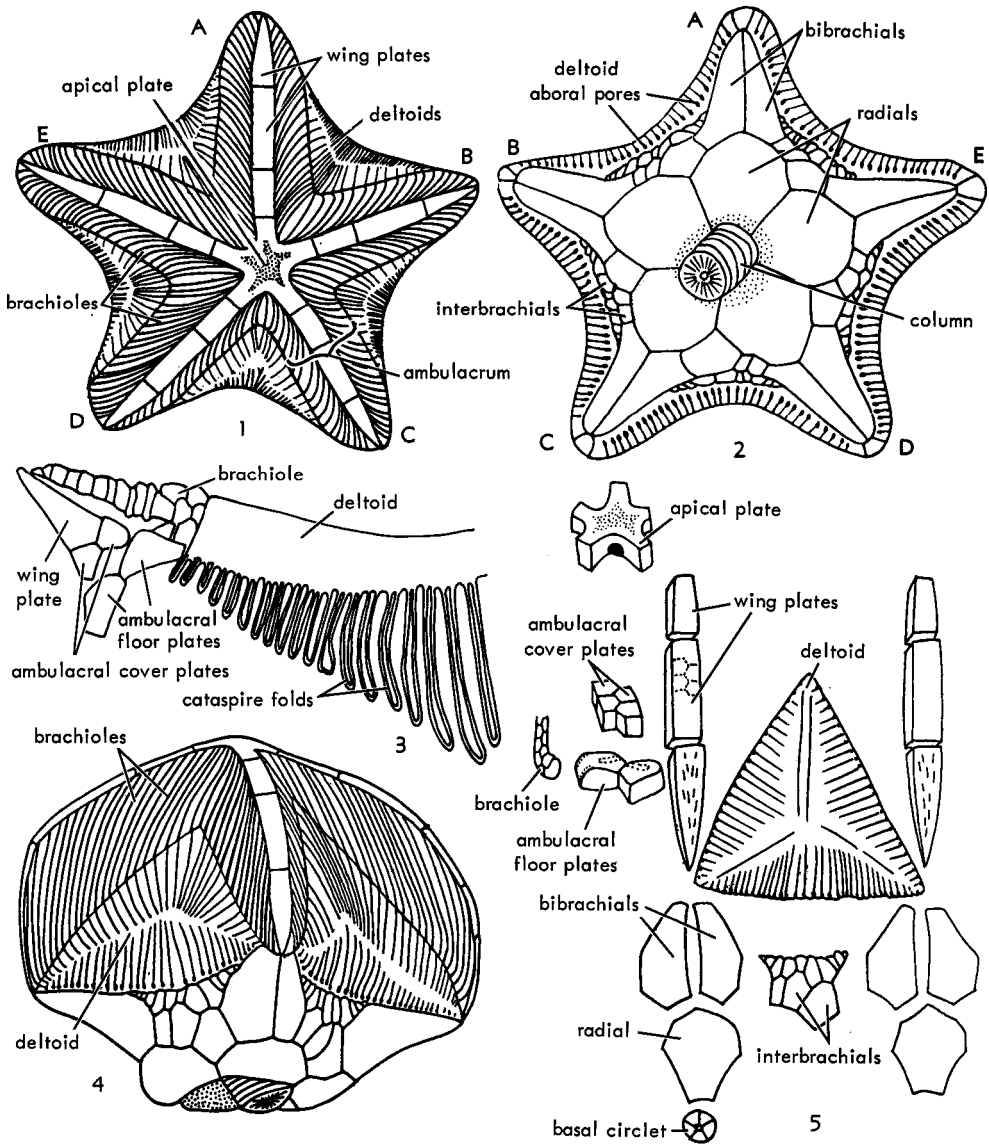 A
wing plates
apical plate
deltoids
E
B
brachioles
ambulacrum
D
C
1
A
bibrachials
deltoid
aboral pores
radials
B
E
interbrachials
column
C
D
2
brachiole
deltoid
wing
plate
ambulacral
floor plates
ambulacral cover plates
cataspire folds
3
brachioles
deltoid
4
apical plate
wing plates
ambulacral
cover plates
deltoid
brachiole
ambulacral
floor plates
bibrachials
radial
interbrachials
basal circlet
5